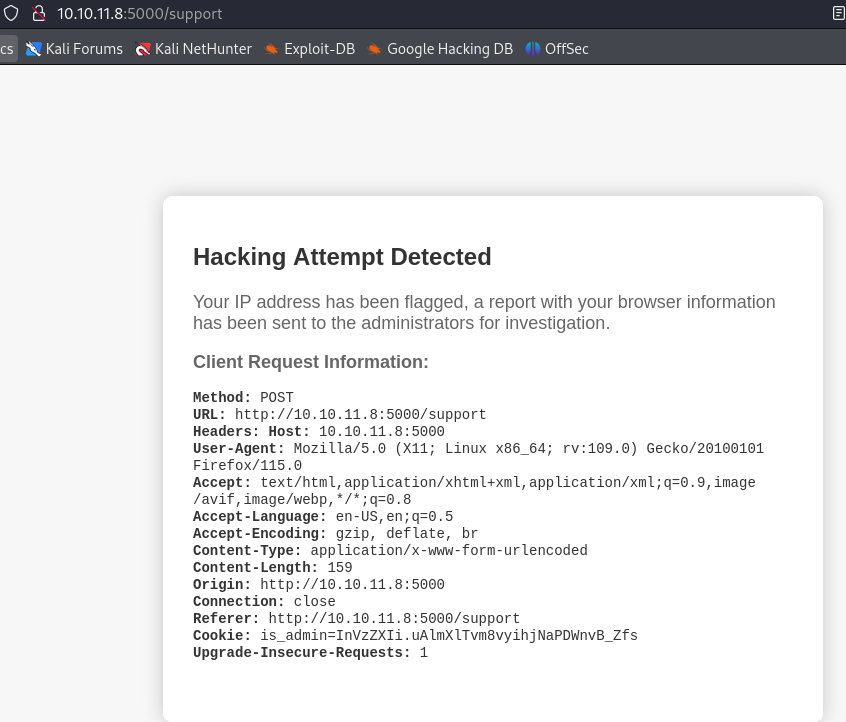 10.10.11.8:5000/support
cs Kali Forums Kali NetHunter Exploit-DB Google Hacking DB OffSec
Hacking Attempt Detected
Your IP address has been flagged, a report with your browser information
has been sent to the administrators for investigation.
Client Request Information:
Method: POST
URL: http://10.10.11.8:5000/support
Headers: Host: 10.10.11.8:5000
User-Agent: Mozilla/5.0 (X11; Linux x86_64; rv:109.0) Gecko/20100101
Firefox/115.0
Accept: text/html,application/xhtml+xml,application/xml;q=0.9,image
/avif,image/webp,*/*;q=0.8
Accept-Language: en-US,en;q=0.5
Accept-Encoding: gzip, deflate, br
Content-Type: application/x-www-form-urlencoded
Content-Length: 159
Origin: http://10.10.11.8:5000
Connection: close
Referer: http://10.10.11.8:5000/support
Cookie: is_admin=InVzZXIi.uAlmXlTvm8vyihjNaPDWnvB_Zfs
Upgrade-Insecure-Requests: 1